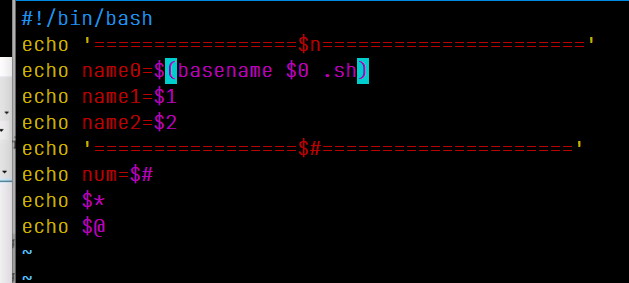 #!/bin/bash
echo '=================$n======================'
echo name0=$(basename $0 .sh)
echo name1=$1
echo name2=$2
echo '=================$#====================='
echo num=$#
echo $*
echo $@
~
~